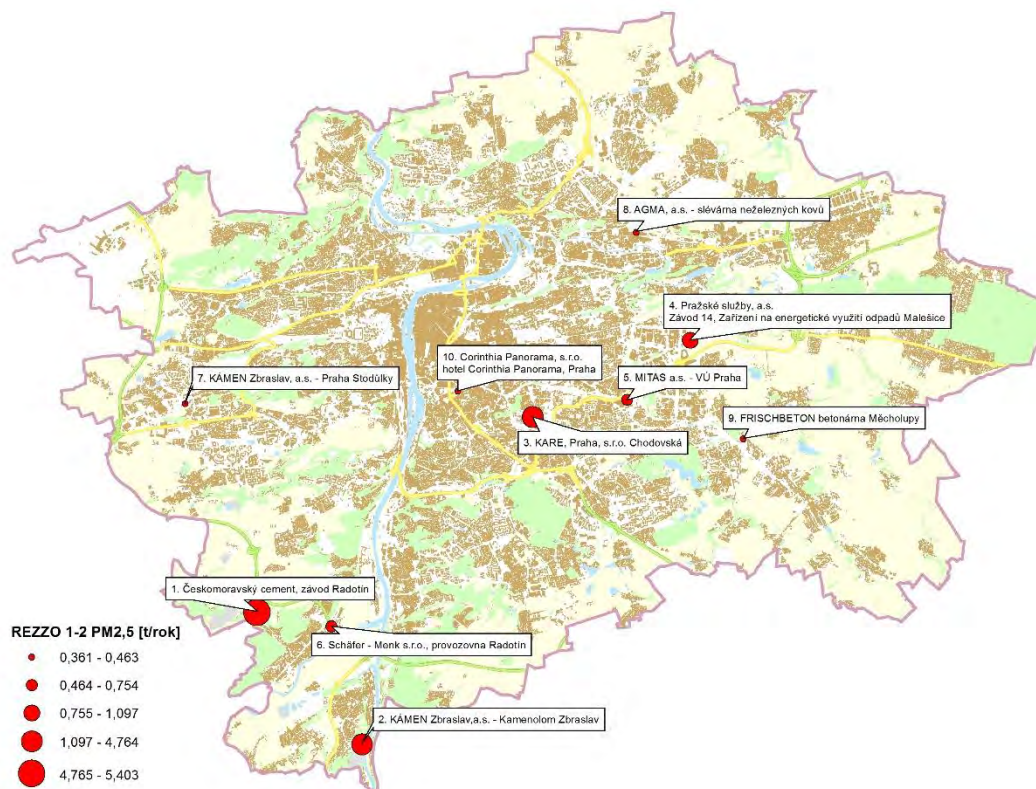 8. AGMA, a.s. - slévárna neželezných kovů
4. Pražské služby, a.s.
Závod 14, Zařízení na energetické využití odpadů Malešice
10. Corinthia Panorama, s.r.o.
hotel Corinthia Panorama, Praha
5. MITAS a.s. - VÚ Praha
7. KÁMEN Zbraslav, a.s. - Praha Stodůlky
9. FRISCHBETON betonárna Měcholupy
3. KARE, Praha, s.r.o. Chodovská
1. Českomoravský cement, závod Radotín
6. Schäfer - Menk s.r.o., provozovna Radotín
2. KÁMEN Zbraslav,a.s. - Kamenolom Zbraslav
REZZO 1-2 PM2,5 [t/rok]
0,361 - 0,463
0,464 - 0,754
0,755 - 1,097
1,097 - 4,764
4,765 - 5,403